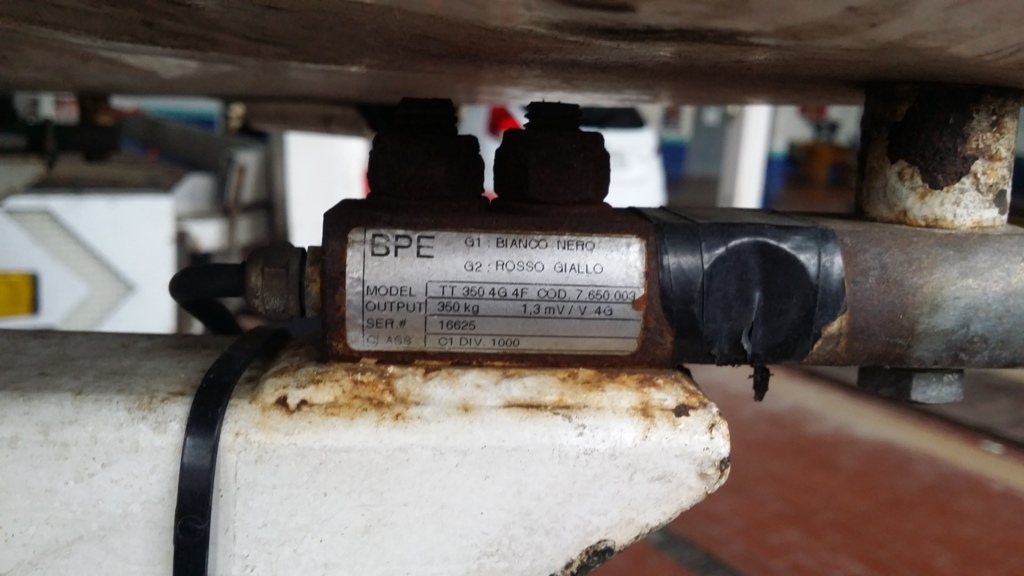 BPE
G1 : BIANCO NERO
G2 : ROSSO GIALLO
MODEL TT 350 4G 4F COD. 7.650.003
OUTPUT 350 kg 1,3 mV / V 4G
SER.# 16625
CLASS C1 DIV. 1000